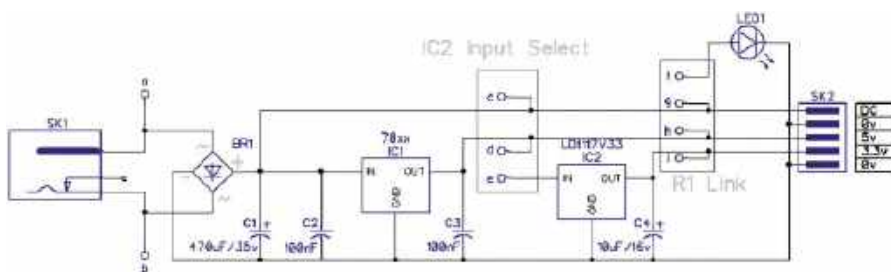 LED1
IC2 Input Select
SK1
a
BR1
78xx
IC1
IN
OUT
GND
c
d
e
LD1117V33
IC2
IN
OUT
GND
f
g
h
i
R1 Link
SK2
DC
0v
5v
3.3v
0v
C1
470uF/35v
C2
100nF
C3
100nF
C4
10uF/16v
b